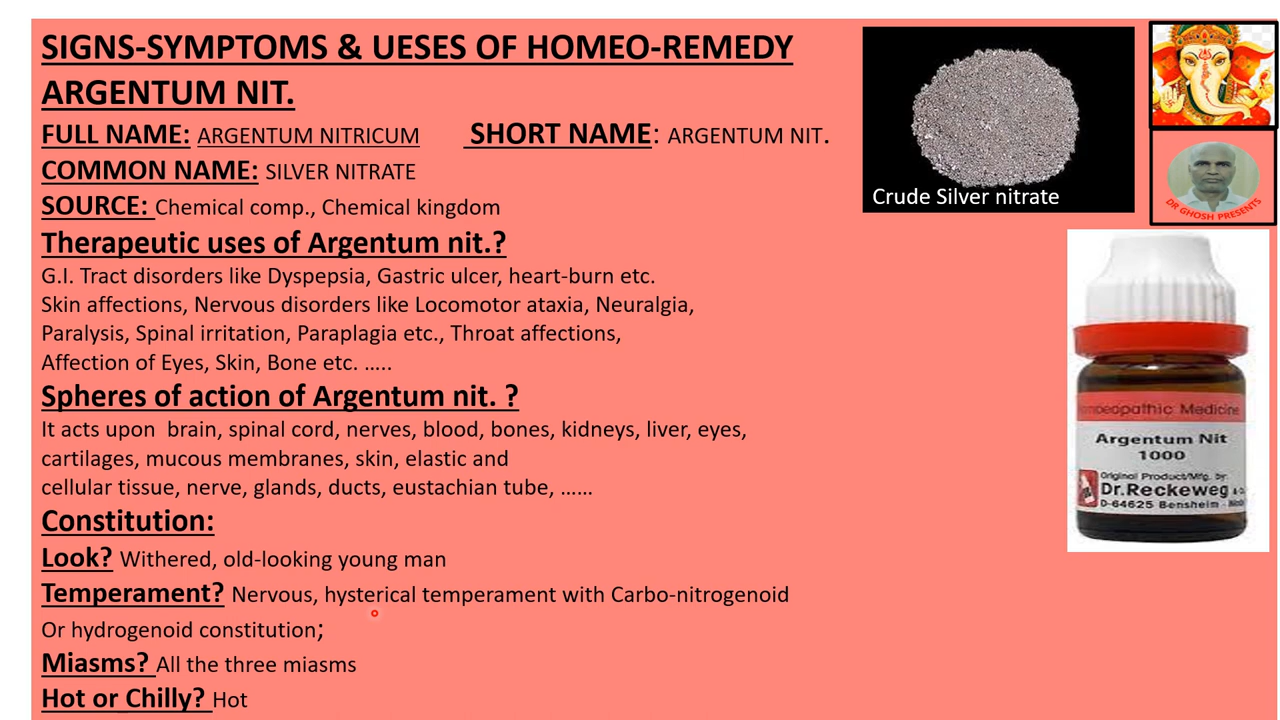 SIGNS-SYMPTOMS & UESES OF HOMEO-REMEDY
ARGENTUM NIT.
FULL NAME: ARGENTUM NITRICUM SHORT NAME: ARGENTUM NIT.
COMMON NAME: SILVER NITRATE
SOURCE: Chemical comp., Chemical kingdom
Therapeutic uses of Argentum nit.?
G.I. Tract disorders like Dyspepsia, Gastric ulcer, heart-burn etc.
Skin affections, Nervous disorders like Locomotor ataxia, Neuralgia,
Paralysis, Spinal irritation, Paraplagia etc., Throat affections,
Affection of Eyes, Skin, Bone etc. .....
Spheres of action of Argentum nit. ?
It acts upon brain, spinal cord, nerves, blood, bones, kidneys, liver, eyes,
cartilages, mucous membranes, skin, elastic and
cellular tissue, nerve, glands, ducts, eustachian tube, ......
Constitution:
Look? Withered, old-looking young man
Temperament? Nervous, hysterical temperament with Carbo-nitrogenoid
Or hydrogenoid constitution;
Miasms? All the three miasms
Hot or Chilly? Hot
Crude Silver nitrate
DR GHOSH PRESENTS
Medicine
Argentum Nit
1000
Original Product/Mfg. by:
Dr.Reckeweg
D-64625 Bensheim